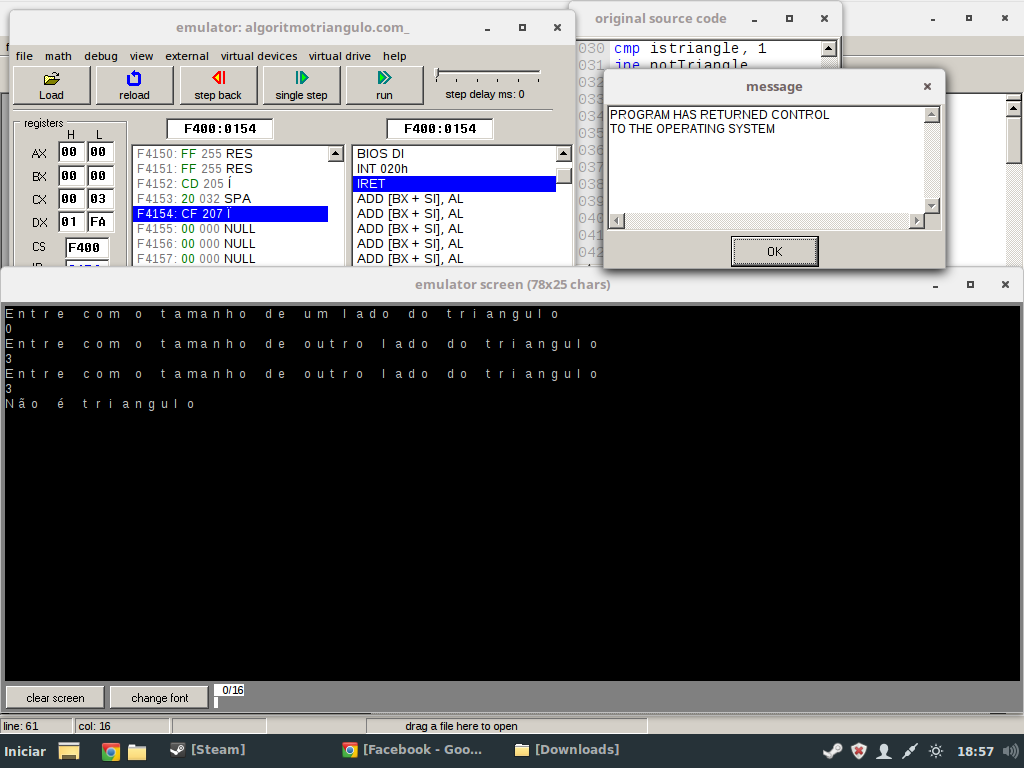 emulator: algoritmotriangulo.com_
original source code
file math debug view external virtual devices virtual drive help
Load reload step back single step run step delay ms: 0
030 cmp istriangle, 1
031 jne notTriangle
message
PROGRAM HAS RETURNED CONTROL
TO THE OPERATING SYSTEM
OK
registers
H L
AX 00 00
BX 00 00
CX 00 03
DX 01 FA
CS F400
F400:0154
F400:0154
F4150: FF 255 RES
F4151: FF 255 RES
F4152: CD 205 Í
F4153: 20 032 SPA
F4154: CF 207 Ï
F4155: 00 000 NULL
F4156: 00 000 NULL
F4157: 00 000 NULL
BIOS DI
INT 020h
IRET
ADD [BX + SI], AL
ADD [BX + SI], AL
ADD [BX + SI], AL
ADD [BX + SI], AL
ADD [BX + SI], AL
03
03
03
03
03
038
039
040
041
042
emulator screen (78x25 chars)
Entre com o tamanho de um lado do triangulo
0
Entre com o tamanho de outro lado do triangulo
3
Entre com o tamanho de outro lado do triangulo
3
Não é triangulo
clear screen change font 0/16
line: 61 col: 16 drag a file here to open
Iniciar [Steam] [Facebook - Goo... [Downloads] 18:57